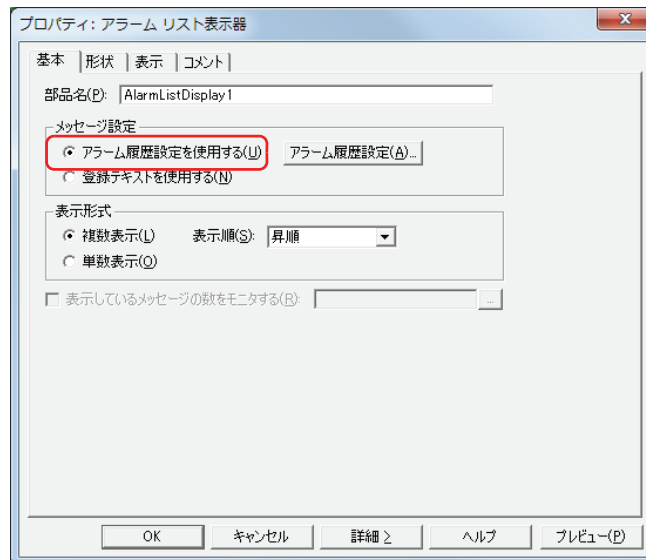 プロパティ: アラーム リスト表示器
基本 形状 表示 コメント
部品名(P): AlarmListDisplay1
メッセージ設定
アラーム履歴設定を使用する(U) アラーム履歴設定(A)...
登録テキストを使用する(N)
表示形式
複数表示(L) 表示順(S): 昇順
単数表示(O)
表示しているメッセージの数をモニタする(R): ...
OK キャンセル 詳細 ≥ ヘルプ プレビュー(P)